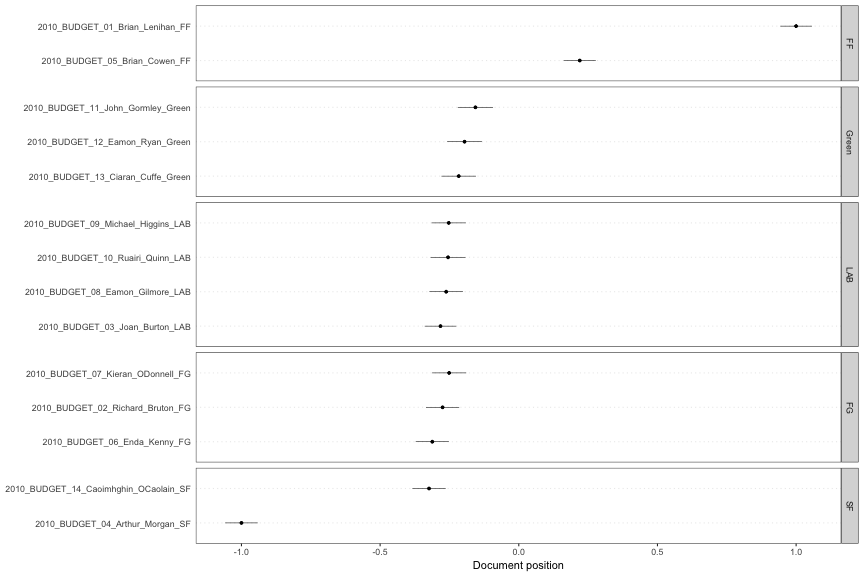 2010_BUDGET_01_Brian_Lenihan_FF
2010_BUDGET_05_Brian_Cowen_FF
FF
2010_BUDGET_11_John_Gormley_Green
2010_BUDGET_12_Eamon_Ryan_Green
2010_BUDGET_13_Ciaran_Cuffe_Green
Green
2010_BUDGET_09_Michael_Higgins_LAB
2010_BUDGET_10_Ruairi_Quinn_LAB
2010_BUDGET_08_Eamon_Gilmore_LAB
2010_BUDGET_03_Joan_Burton_LAB
LAB
2010_BUDGET_07_Kieran_ODonnell_FG
2010_BUDGET_02_Richard_Bruton_FG
2010_BUDGET_06_Enda_Kenny_FG
FG
2010_BUDGET_14_Caoimhghin_OCaolain_SF
2010_BUDGET_04_Arthur_Morgan_SF
SF
-1.0 -0.5 0.0 0.5 1.0
Document position